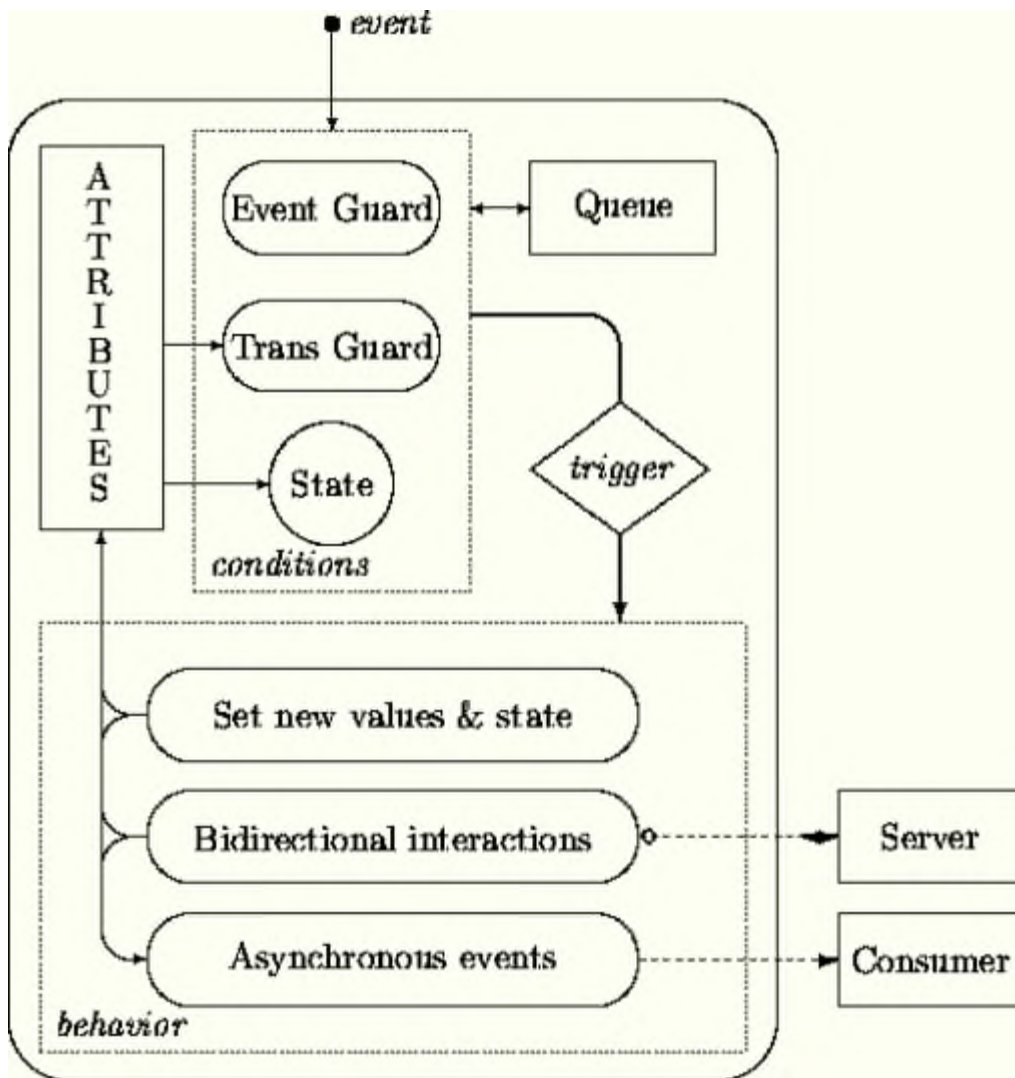 event
ATTRIBUTES
Event Guard
Queue
Trans Guard
trigger
State
conditions
Set new values & state
Bidirectional interactions
Server
Asynchronous events
Consumer
behavior